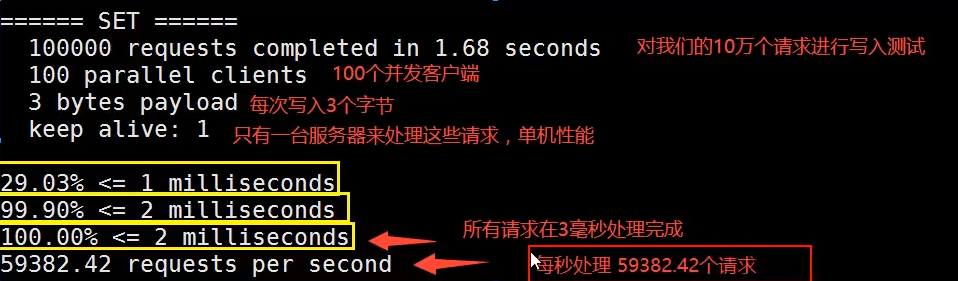 ====== SET ======
100000 requests completed in 1.68 seconds 对我们的10万个请求进行写入测试
100 parallel clients 100个并发客户端
3 bytes payload 每次写入3个字节
keep alive: 1 只有一台服务器来处理这些请求，单机性能
29.03% <= 1 milliseconds
99.90% <= 2 milliseconds
100.00% <= 2 milliseconds 所有请求在3毫秒处理完成
59382.42 requests per second 每秒处理 59382.42个请求